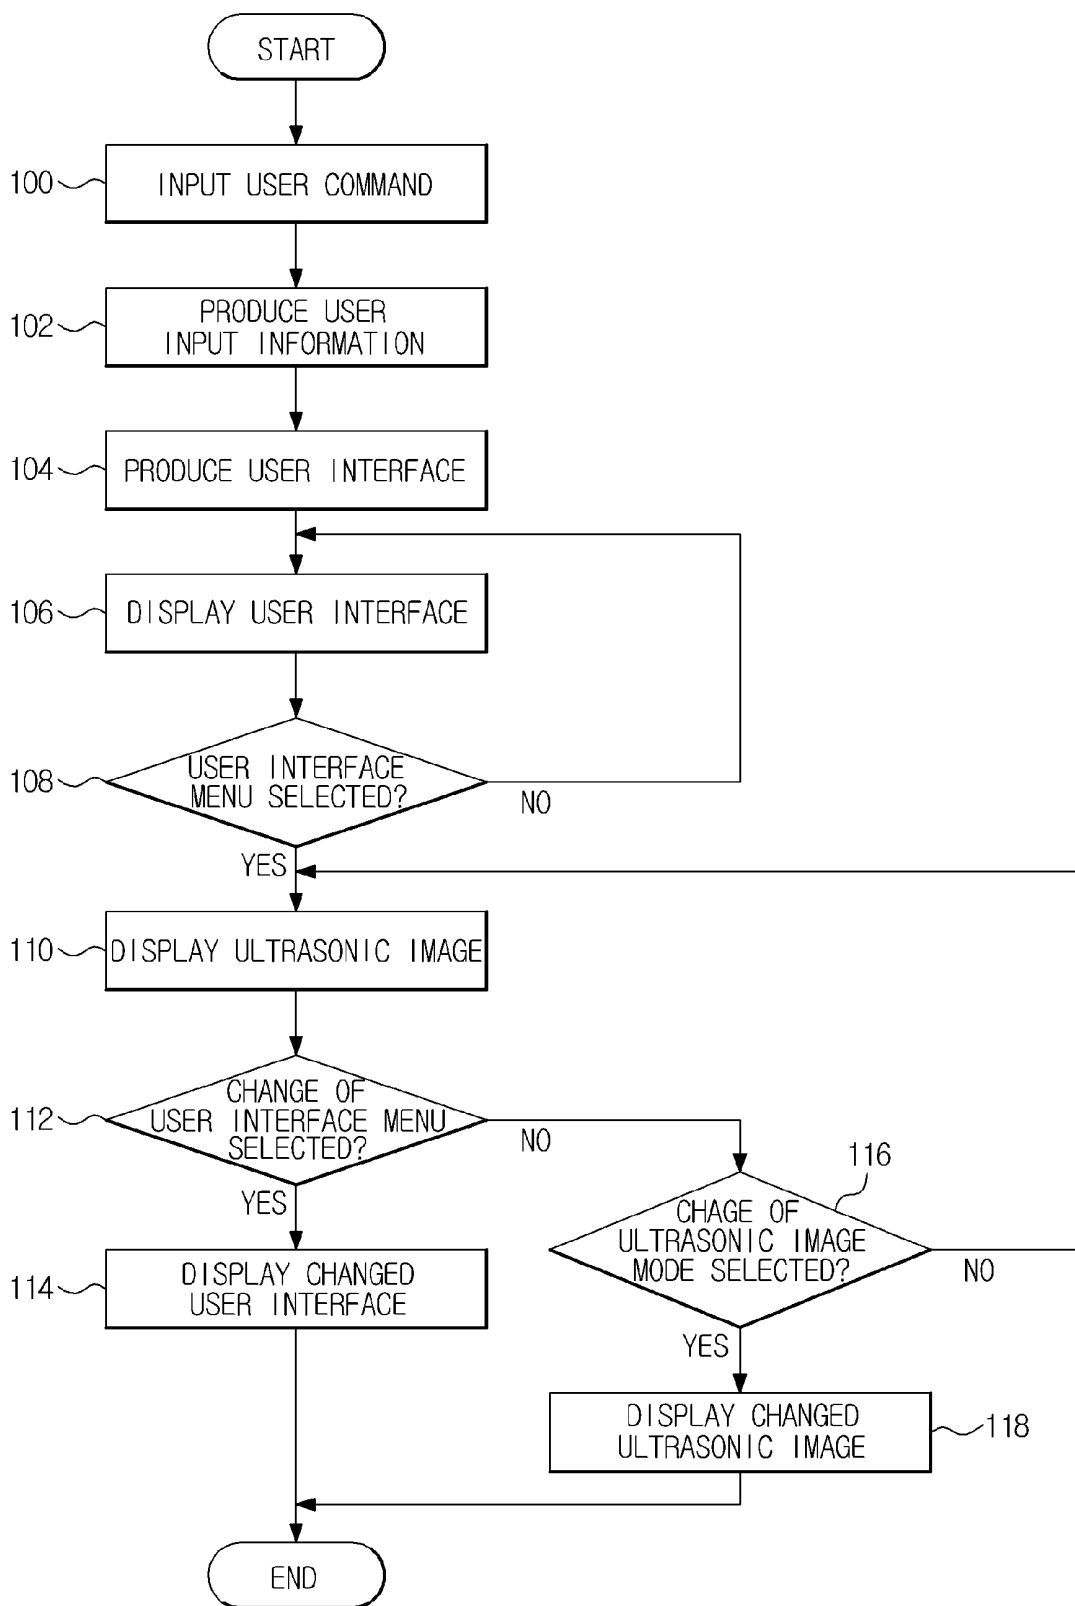 START
100
INPUT USER COMMAND
102
PRODUCE USER
INPUT INFORMATION
104
PRODUCE USER INTERFACE
106
DISPLAY USER INTERFACE
108
USER INTERFACE
MENU SELECTED?
NO
YES
110
DISPLAY ULTRASONIC IMAGE
112
CHANGE OF
USER INTERFACE MENU
SELECTED?
NO
YES
116
CHAGE OF
ULTRASONIC IMAGE
MODE SELECTED?
NO
YES
114
DISPLAY CHANGED
USER INTERFACE
DISPLAY CHANGED
ULTRASONIC IMAGE
118
END